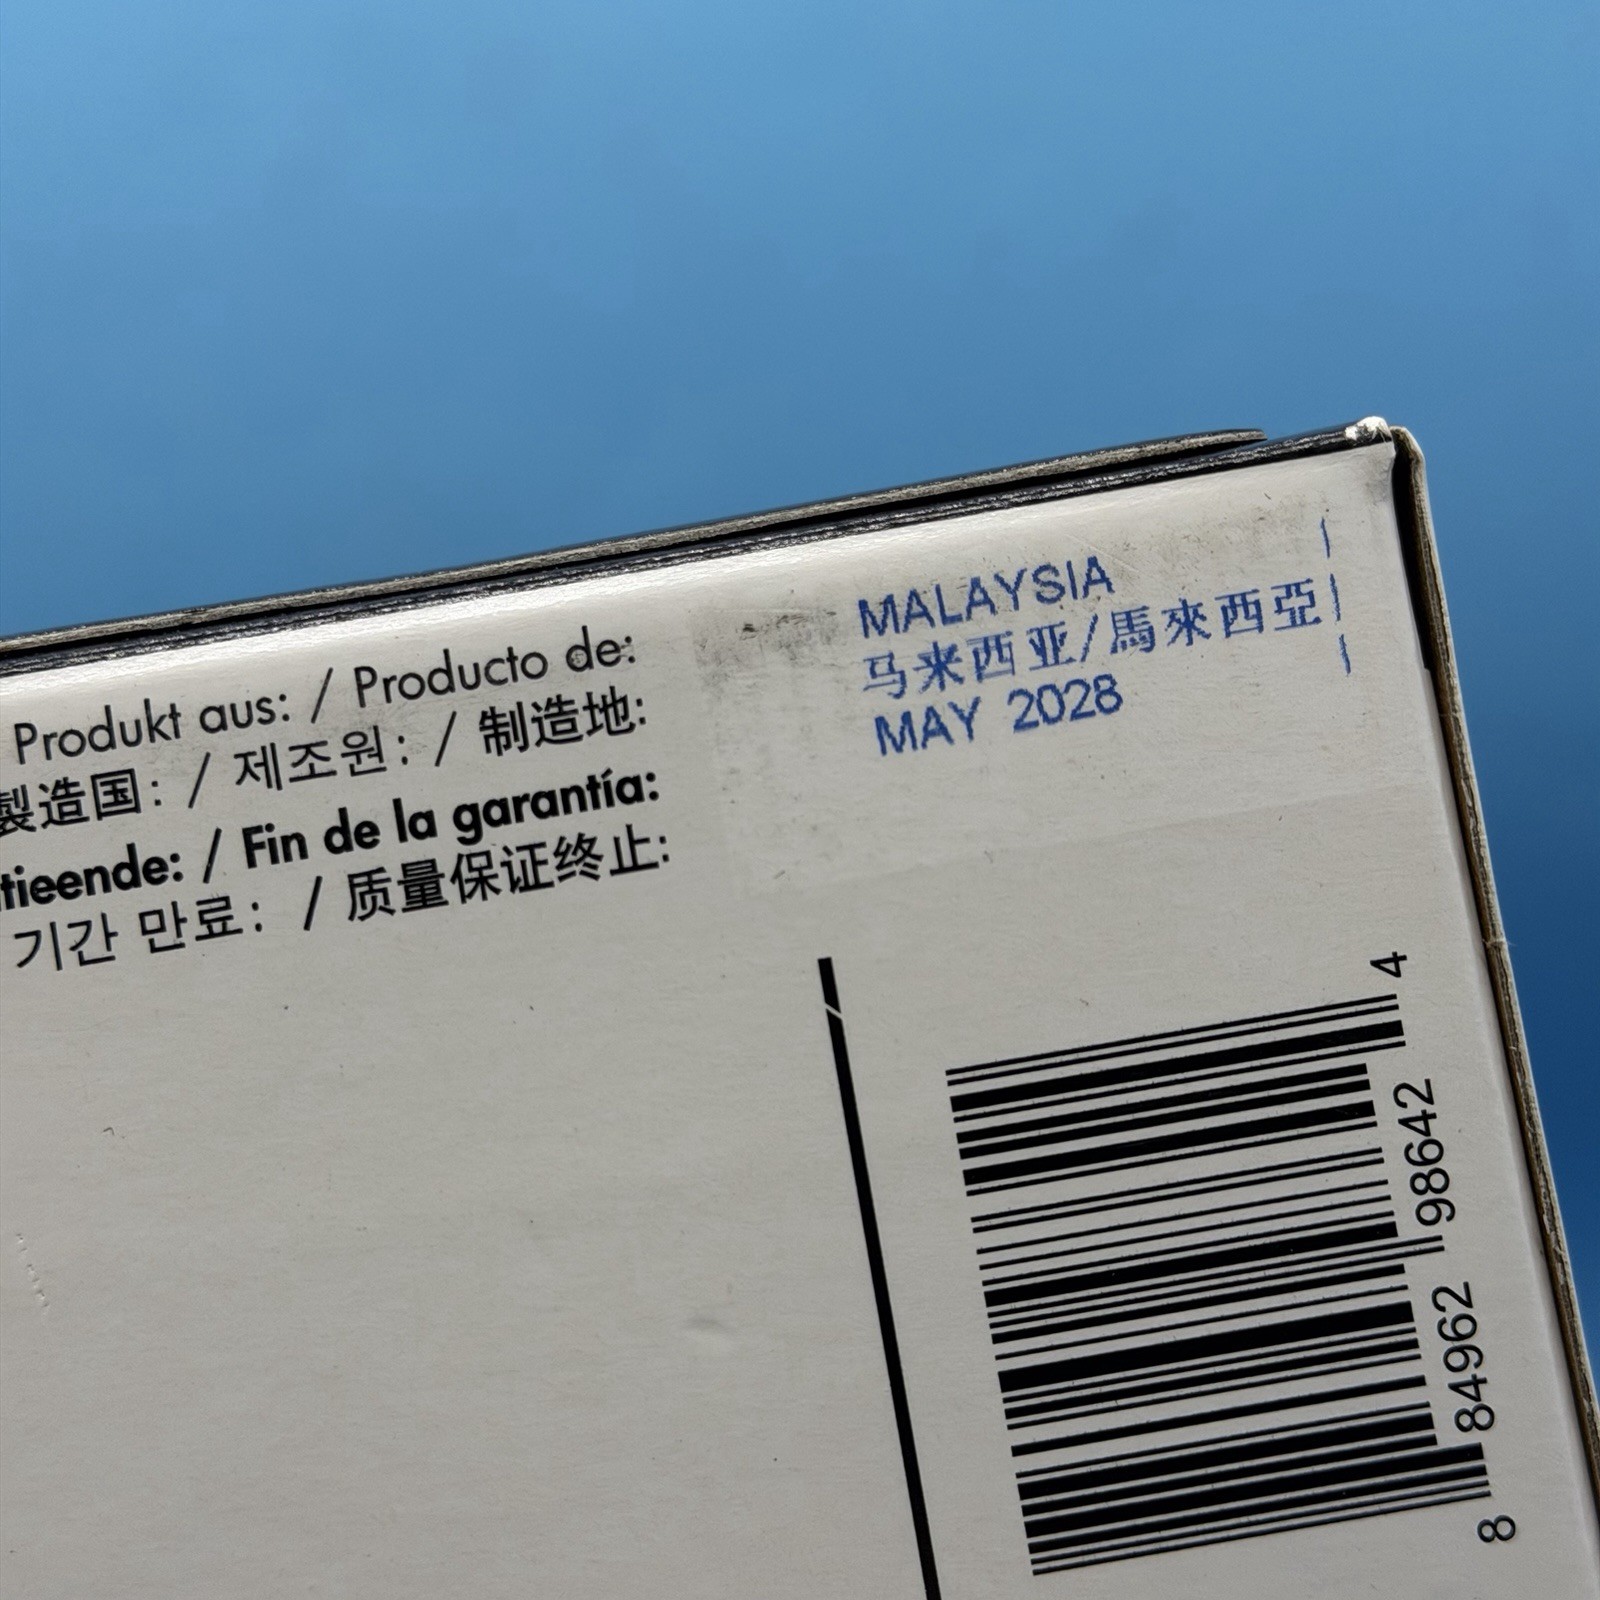 Produkt aus: / Producto de:
製造国: / 제조원: / 制造地:
tieende: / Fin de la garantía:
기간 만료: / 质量保证终止:
MALAYSIA
马来西亚/馬來西亞
MAY 2028
8 84962 98642 4